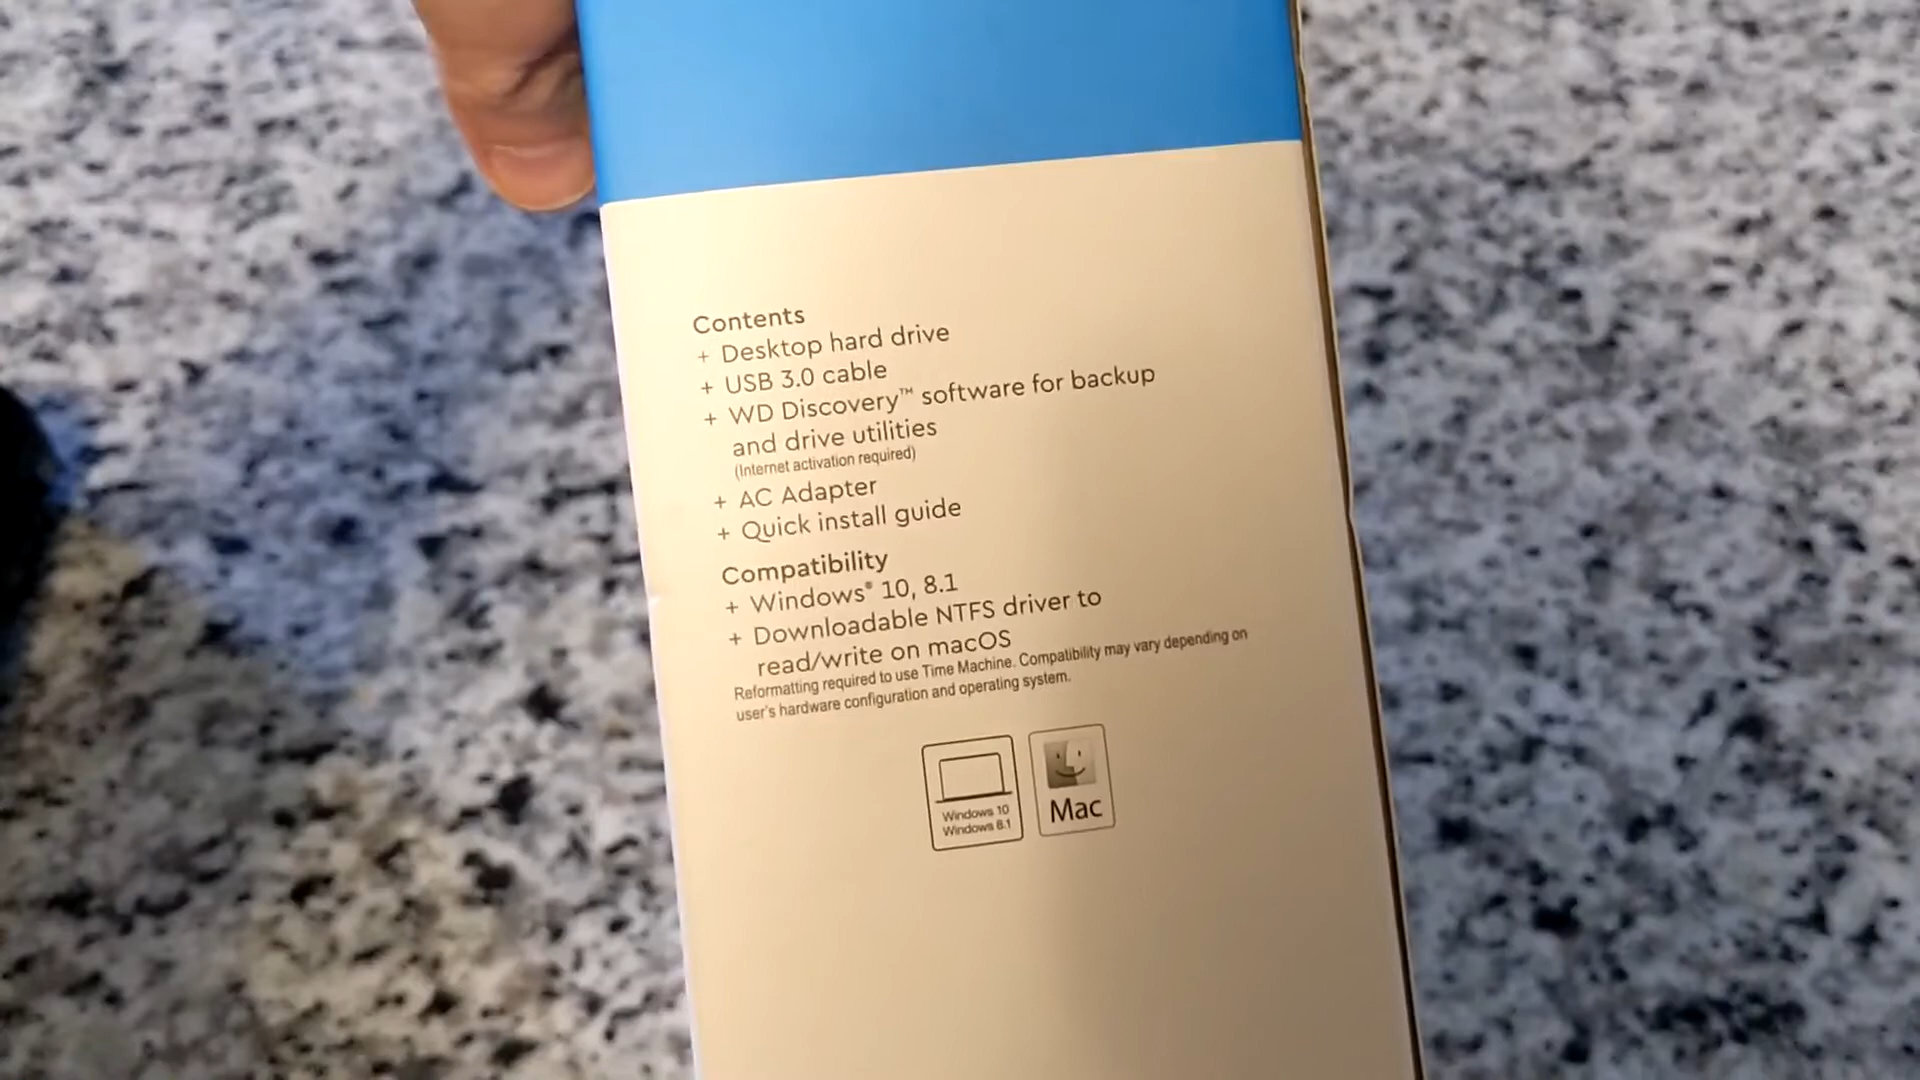 Contents
+ Desktop hard drive
+ USB 3.0 cable
+ WD Discovery™ software for backup
and drive utilities
(Internet activation required)
+ AC Adapter
+ Quick install guide
Compatibility
+ Windows® 10, 8.1
+ Downloadable NTFS driver to
read/write on macOS
Reformatting required to use Time Machine. Compatibility may vary depending on
user's hardware configuration and operating system.
Windows 10
Windows 8.1
Mac